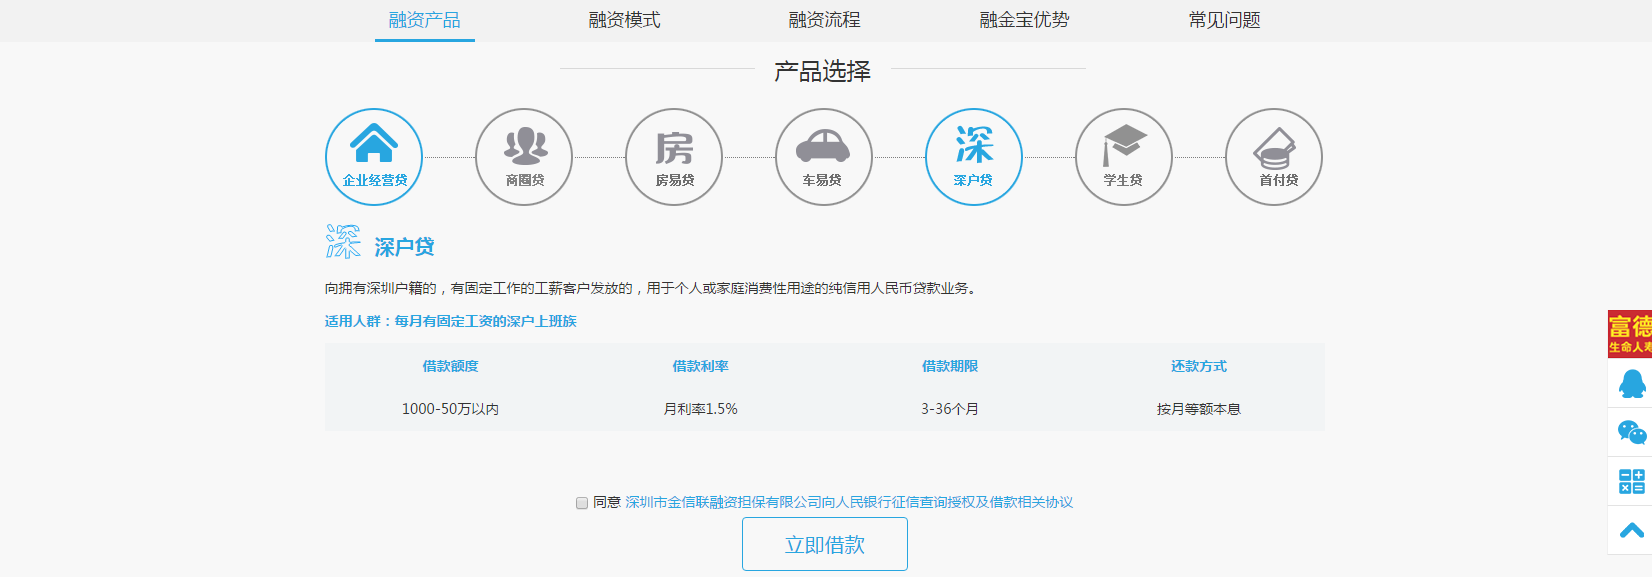 融资产品 融资模式 融资流程 融金宝优势 常见问题
产品选择
房 深
企业经营贷 商圈贷 房易贷 车易贷 深户贷 学生贷 首付贷
深 深户贷
向拥有深圳户籍的，有固定工作的工薪客户发放的，用于个人或家庭消费性用途的纯信用人民币贷款业务。
适用人群：每月有固定工资的深户上班族
借款额度 借款利率 借款期限 还款方式
1000-50万以内 月利率1.5% 3-36个月 按月等额本息
同意 深圳市金信联融资担保有限公司向人民银行征信查询授权及借款相关协议
立即借款
富德
生命人寿